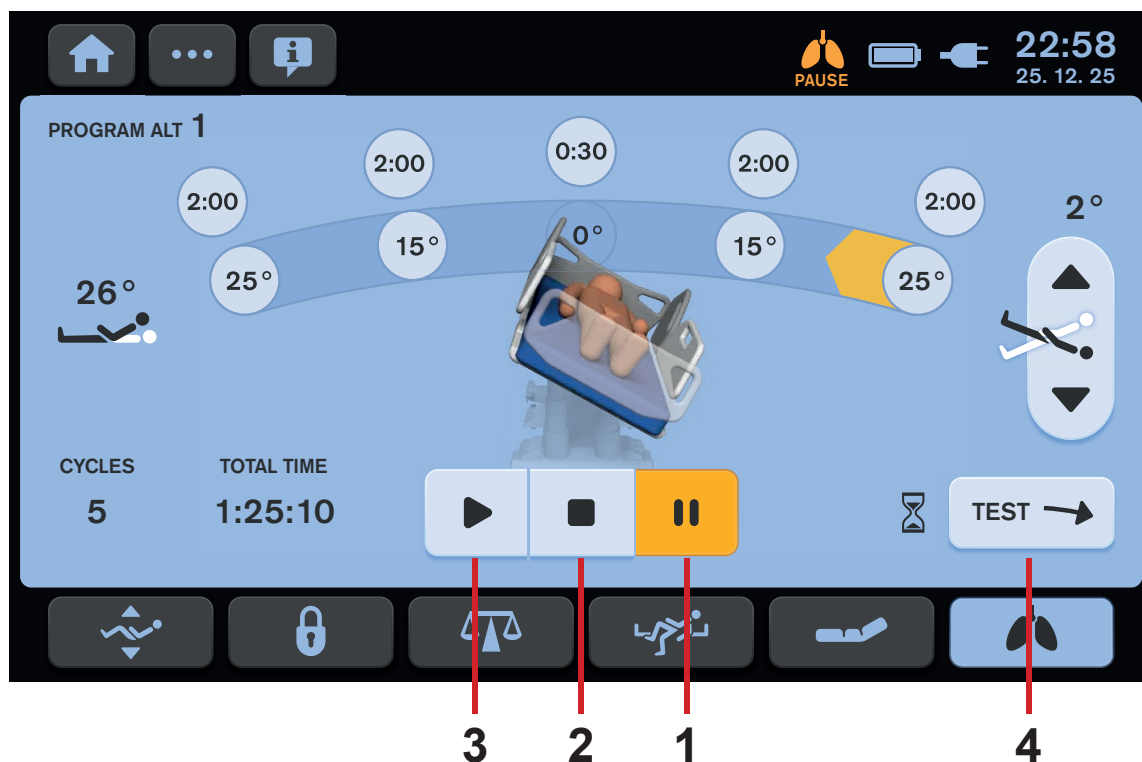 22:58
PAUSE
25. 12. 25
PROGRAM ALT 1
0:30
2:00 2:00
2:00 2:00
2°
0°
15° 15°
25° 25°
26°
CYCLES TOTAL TIME
5 1:25:10
TEST
3 2 1 4